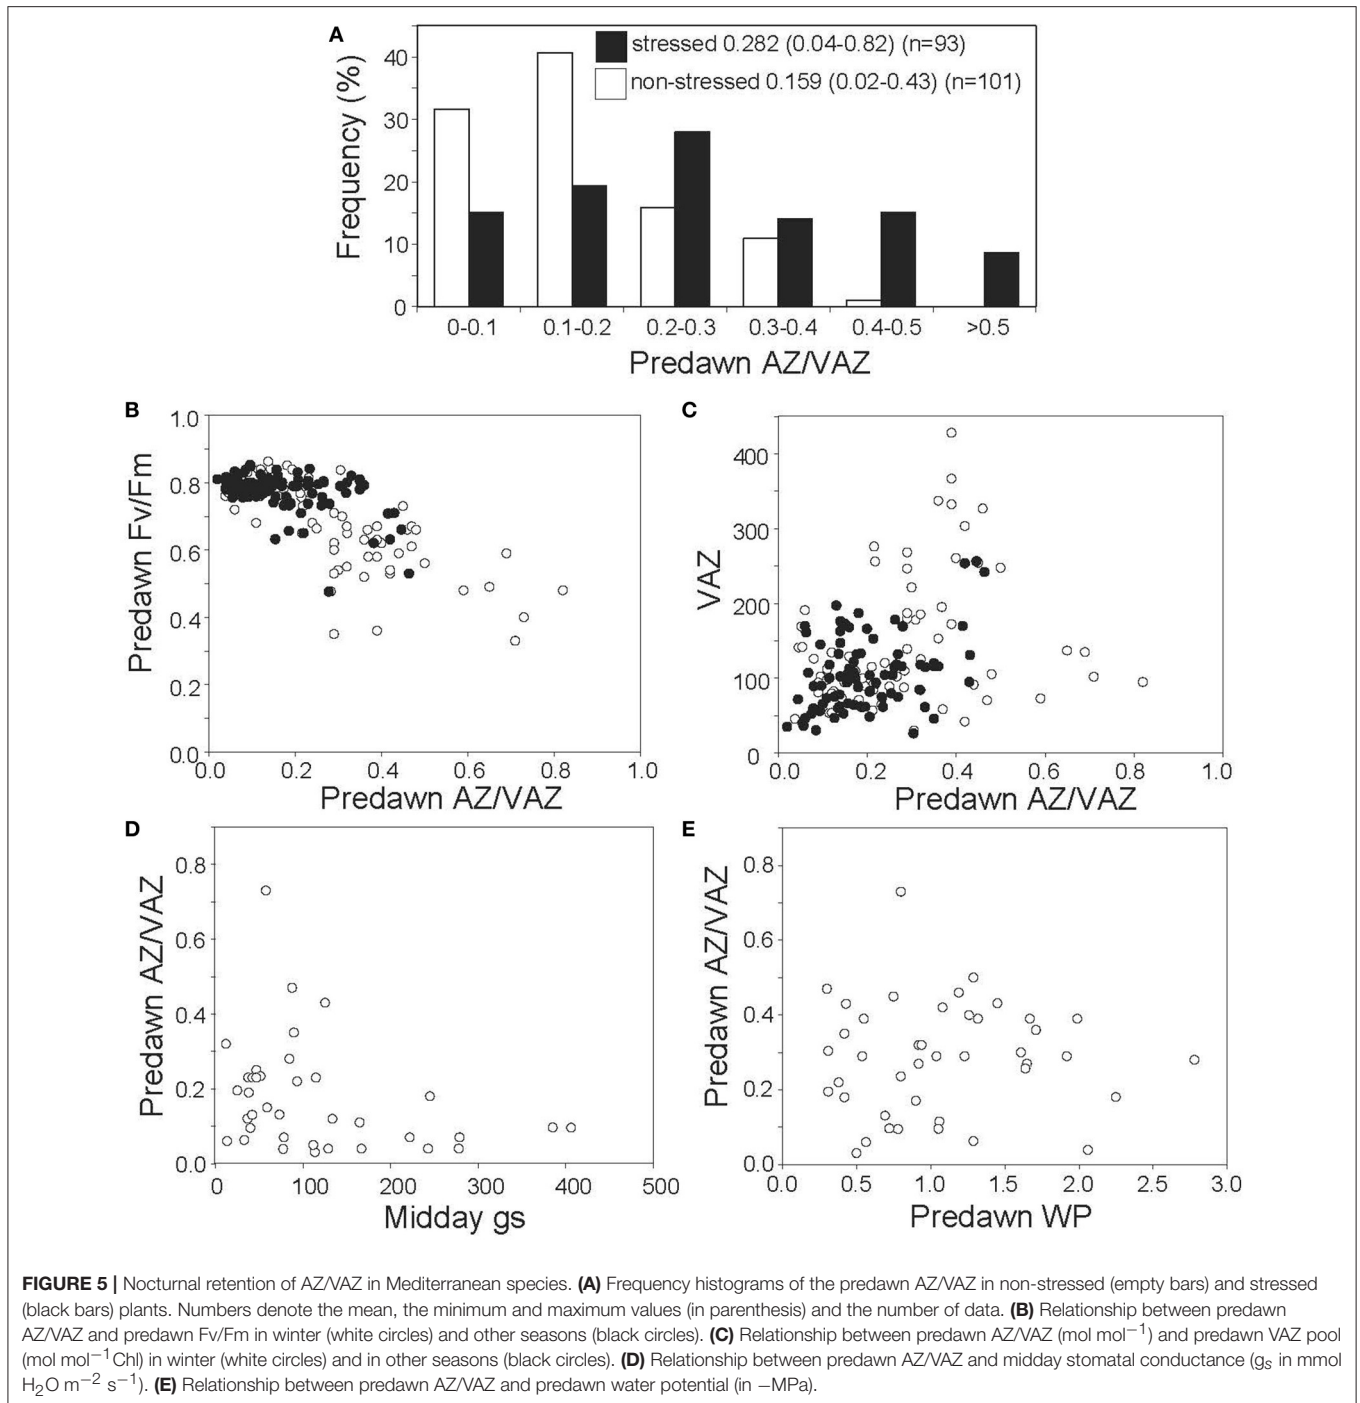 A
stressed 0.282 (0.04-0.82) (n=93)
non-stressed 0.159 (0.02-0.43) (n=101)
Frequency (%)
40
30
20
10
0
0-0.1 0.1-0.2 0.2-0.3 0.3-0.4 0.4-0.5 >0.5
Predawn AZ/VAZ
B
Predawn Fv/Fm
1.0
0.8
0.6
0.4
0.2
0.0
0.0 0.2 0.4 0.6 0.8 1.0
Predawn AZ/VAZ
C
VAZ
400
300
200
100
0
0.0 0.2 0.4 0.6 0.8 1.0
Predawn AZ/VAZ
D
Predawn AZ/VAZ
0.8
0.6
0.4
0.2
0.0
0 100 200 300 400 500
Midday gs
E
Predawn AZ/VAZ
0.8
0.6
0.4
0.2
0.0
0.0 0.5 1.0 1.5 2.0 2.5 3.0
Predawn WP
FIGURE 5 | Nocturnal retention of AZ/VAZ in Mediterranean species. (A) Frequency histograms of the predawn AZ/VAZ in non-stressed (empty bars) and stressed
(black bars) plants. Numbers denote the mean, the minimum and maximum values (in parenthesis) and the number of data. (B) Relationship between predawn
AZ/VAZ and predawn Fv/Fm in winter (white circles) and other seasons (black circles). (C) Relationship between predawn AZ/VAZ (mol mol⁻¹) and predawn VAZ pool
(mol mol⁻¹Chl) in winter (white circles) and in other seasons (black circles). (D) Relationship between predawn AZ/VAZ and midday stomatal conductance (gₛ in mmol
H₂O m⁻² s⁻¹). (E) Relationship between predawn AZ/VAZ and predawn water potential (in −MPa).